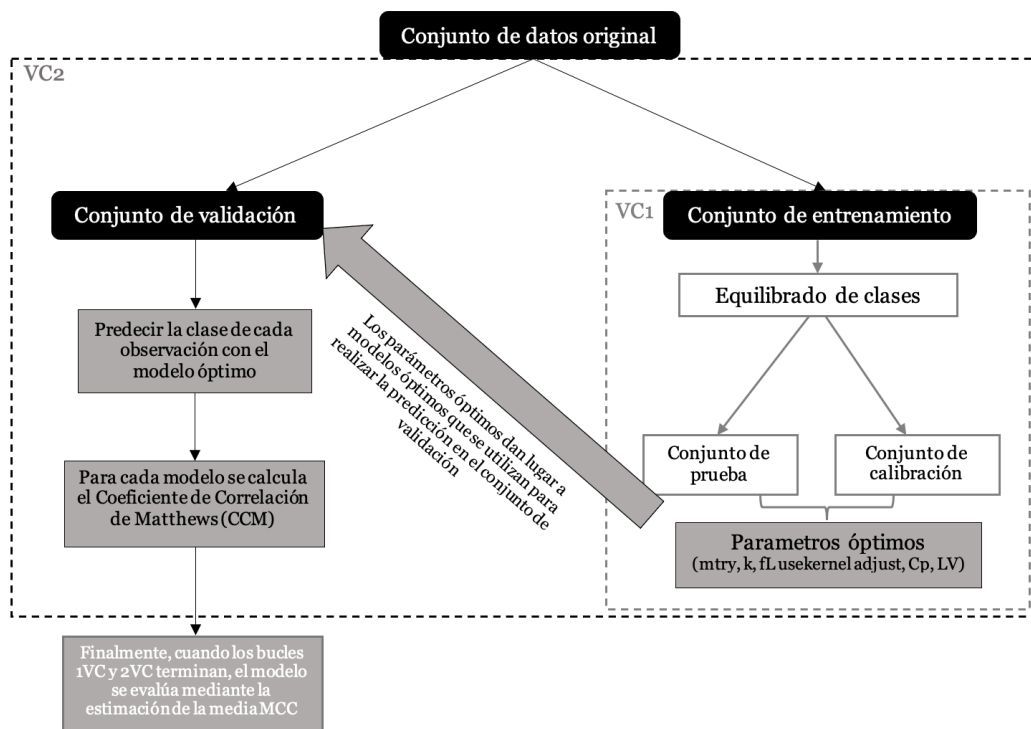 Conjunto de datos original
VC2
Conjunto de validación
VC1
Conjunto de entrenamiento
Equilibrado de clases
Predecir la clase de cada
observación con el
modelo óptimo
Los parámetros óptimos dan lugar a
modelos óptimos que se utilizan para
realizar la predicción en el conjunto de
validación
Conjunto de
prueba
Conjunto de
calibración
Para cada modelo se calcula
el Coeficiente de Correlación
de Matthews (CCM)
Parametros óptimos
(mtry, k, fL usekernel adjust, Cp, LV)
Finalmente, cuando los bucles
1VC y 2VC terminan, el modelo
se evalúa mediante la
estimación de la media MCC